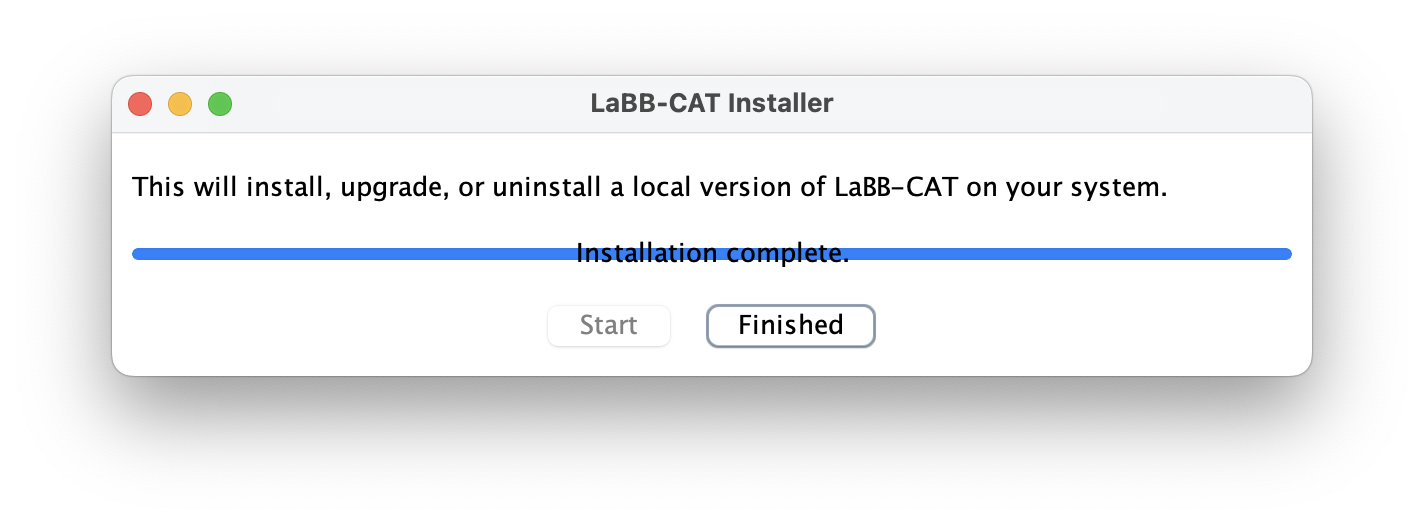 LaBB-CAT Installer
This will install, upgrade, or uninstall a local version of LaBB-CAT on your system.
Installation complete.
Start
Finished